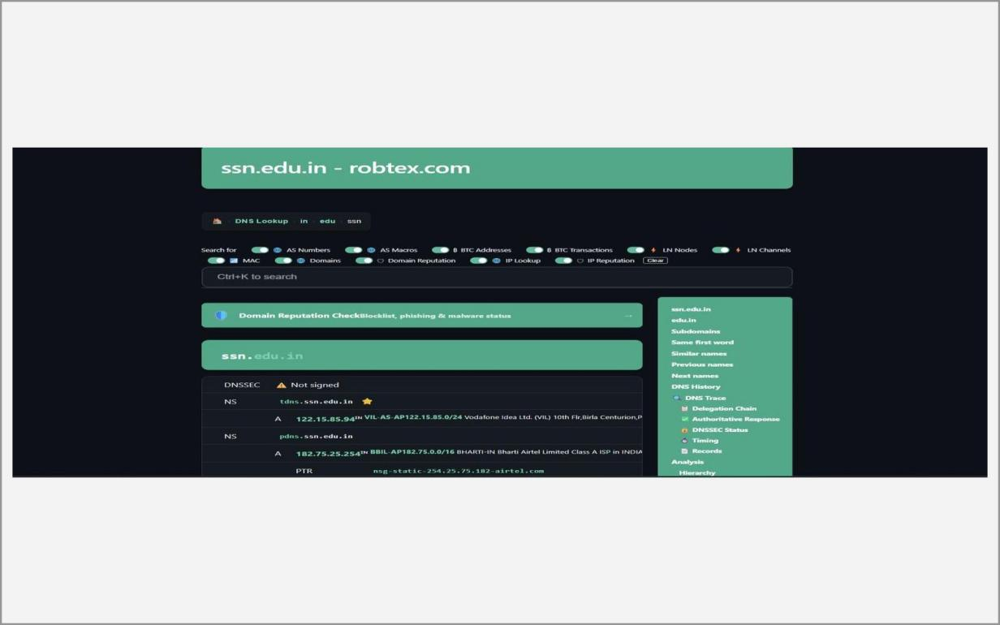 ssn.edu.in - robtex.com
DNS Lookup in edu ssn
Search for AS Numbers AS Macros ₿ BTC Addresses ₿ BTC Transactions LN Nodes LN Channels
MAC Domains Domain Reputation IP Lookup IP Reputation Clear
Ctrl+K to search
Domain Reputation CheckBlocklist, phishing & malware status →
ssn.edu.in
DNSSEC Not signed
NS tdns.ssn.edu.in
A 122.15.85.94 IN VIL-AS-AP122.15.85.0/24 Vodafone Idea Ltd. (VIL) 10th Flr,Birla Centurion,P
NS pdns.ssn.edu.in
A 182.75.25.254 IN BBIL-AP182.75.0.0/16 BHARTI-IN Bharti Airtel Limited Class A ISP in INDIA
PTR nsg-static-254.25.75.182-airtel.com
ssn.edu.in
edu.in
Subdomains
Same first word
Similar names
Previous names
Next names
DNS History
DNS Trace
Delegation Chain
Authoritative Response
DNSSEC Status
Timing
Records
Analysis
Hierarchy